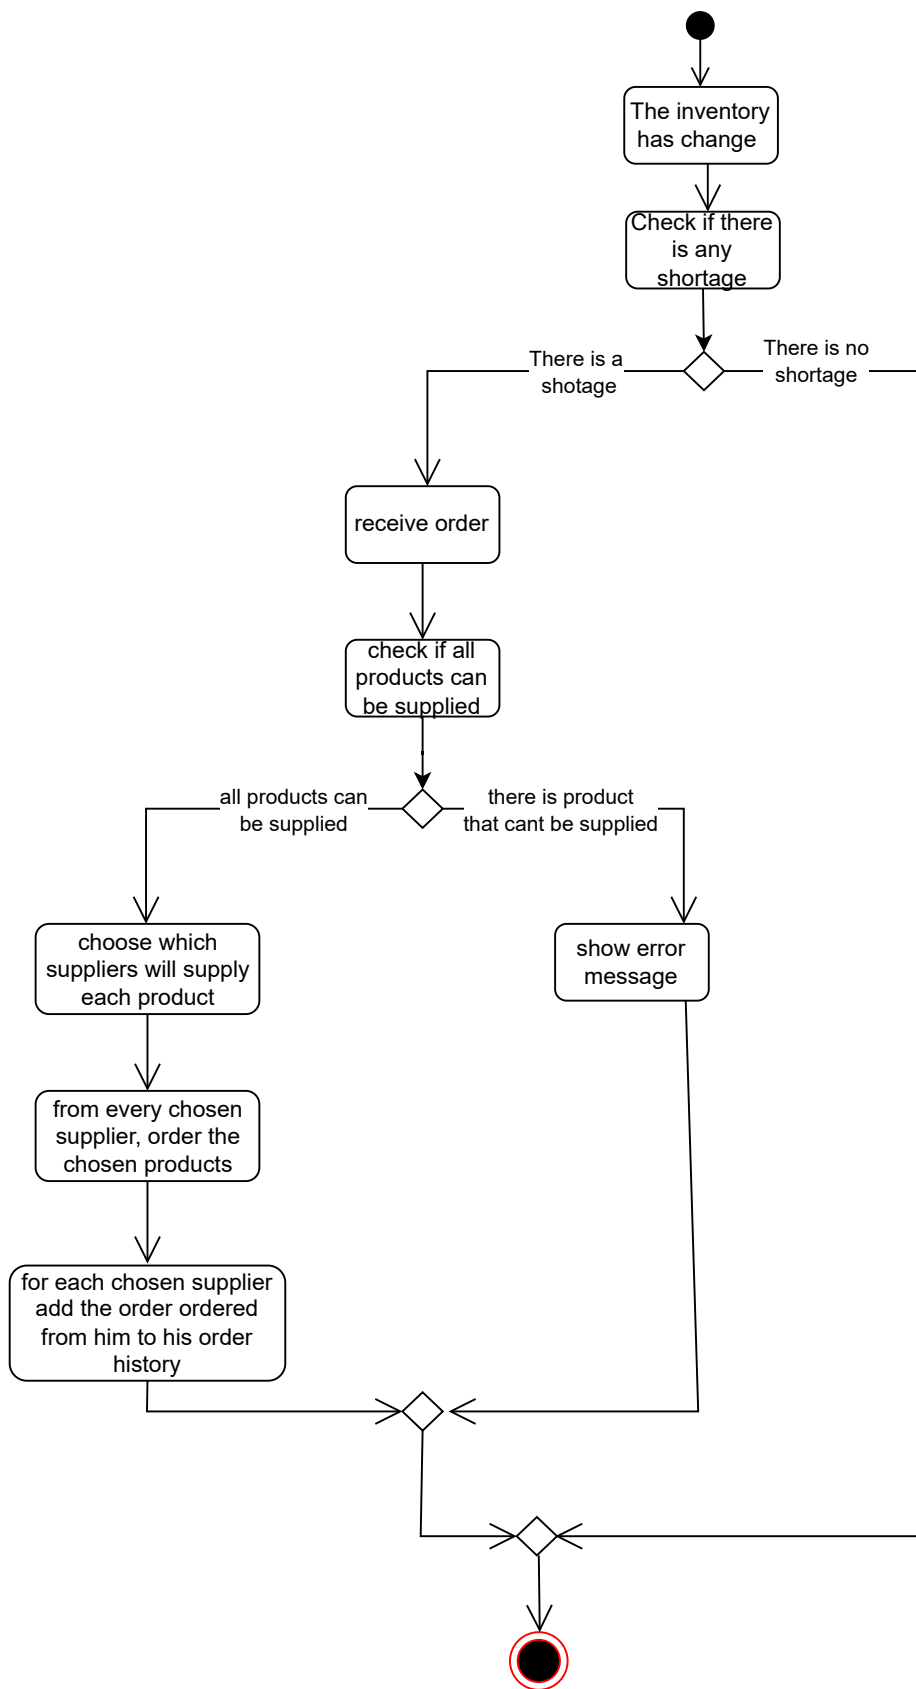 The inventory
has change
Check if there
is any
shortage
There is a
shotage
There is no
shortage
receive order
check if all
products can
be supplied
all products can
be supplied
there is product
that cant be supplied
choose which
suppliers will supply
each product
show error
message
from every chosen
supplier, order the
chosen products
for each chosen supplier
add the order ordered
from him to his order
history